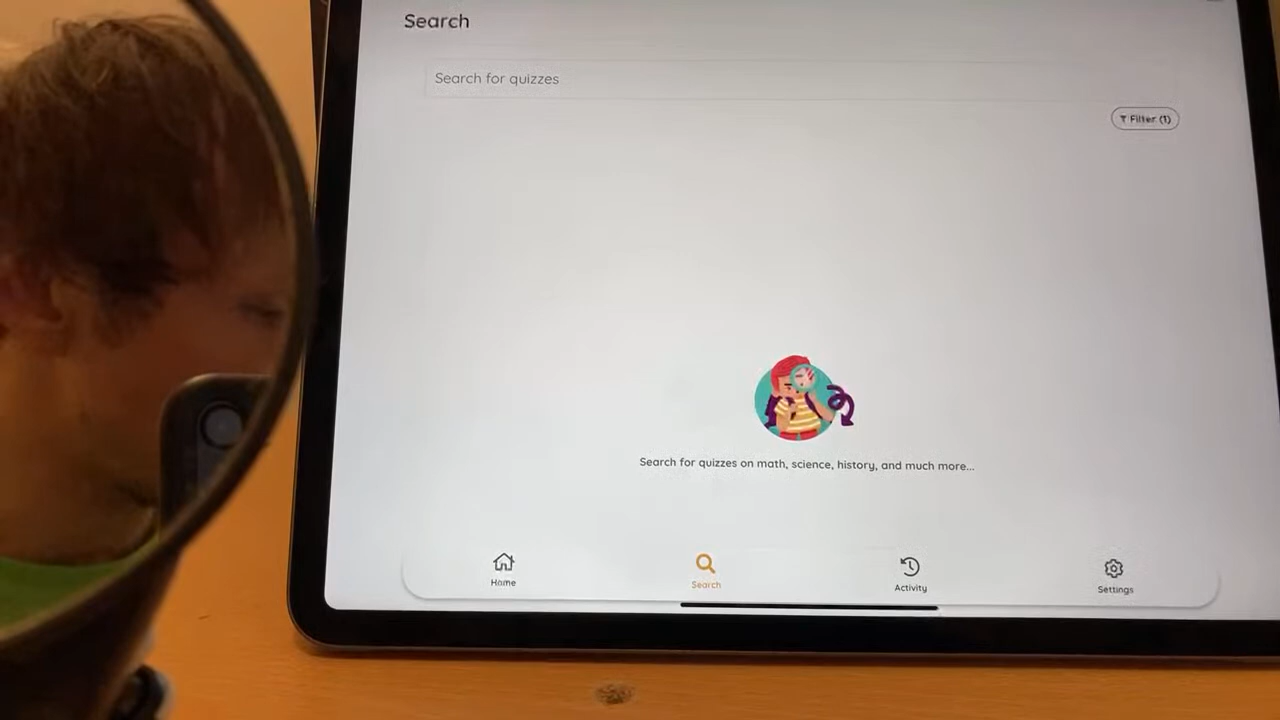 Search
Search for quizzes
Filter (1)
Search for quizzes on math, science, history, and much more...
Home
Search
Activity
Settings